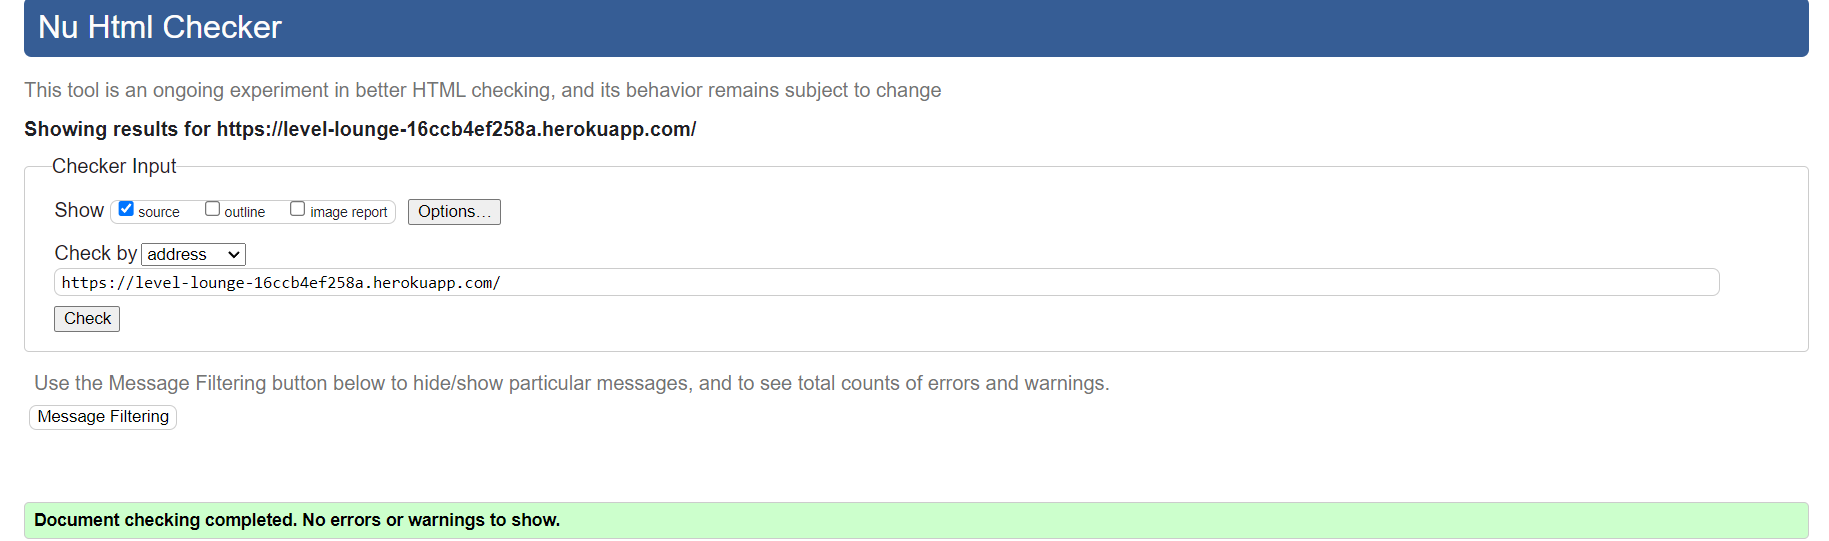 Nu Html Checker
This tool is an ongoing experiment in better HTML checking, and its behavior remains subject to change
Showing results for https://level-lounge-16ccb4ef258a.herokuapp.com/
Checker Input
Show source outline image report Options...
Check by address
https://level-lounge-16ccb4ef258a.herokuapp.com/
Check
Use the Message Filtering button below to hide/show particular messages, and to see total counts of errors and warnings.
Message Filtering
Document checking completed. No errors or warnings to show.